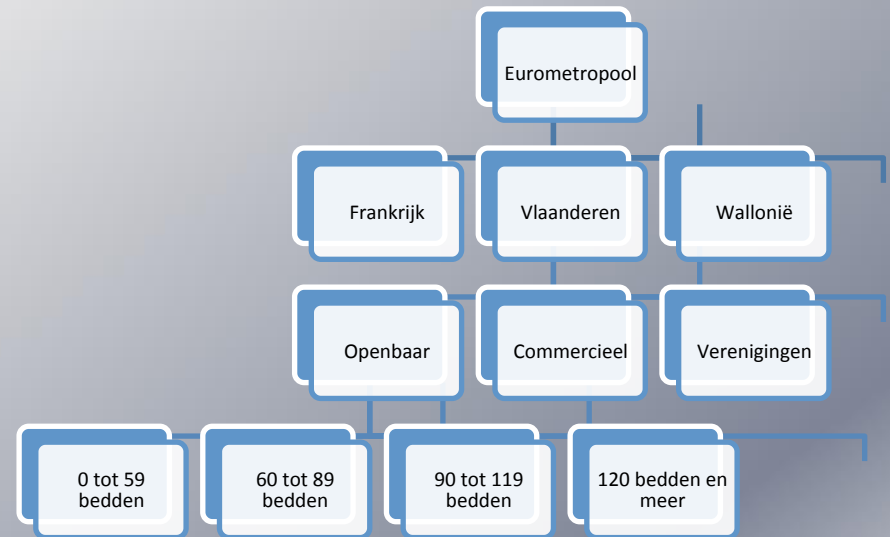 Eurometropool
Frankrijk
Vlaanderen
Wallonië
Openbaar
Commercieel
Verenigingen
0 tot 59
bedden
60 tot 89
bedden
90 tot 119
bedden
120 bedden en
meer